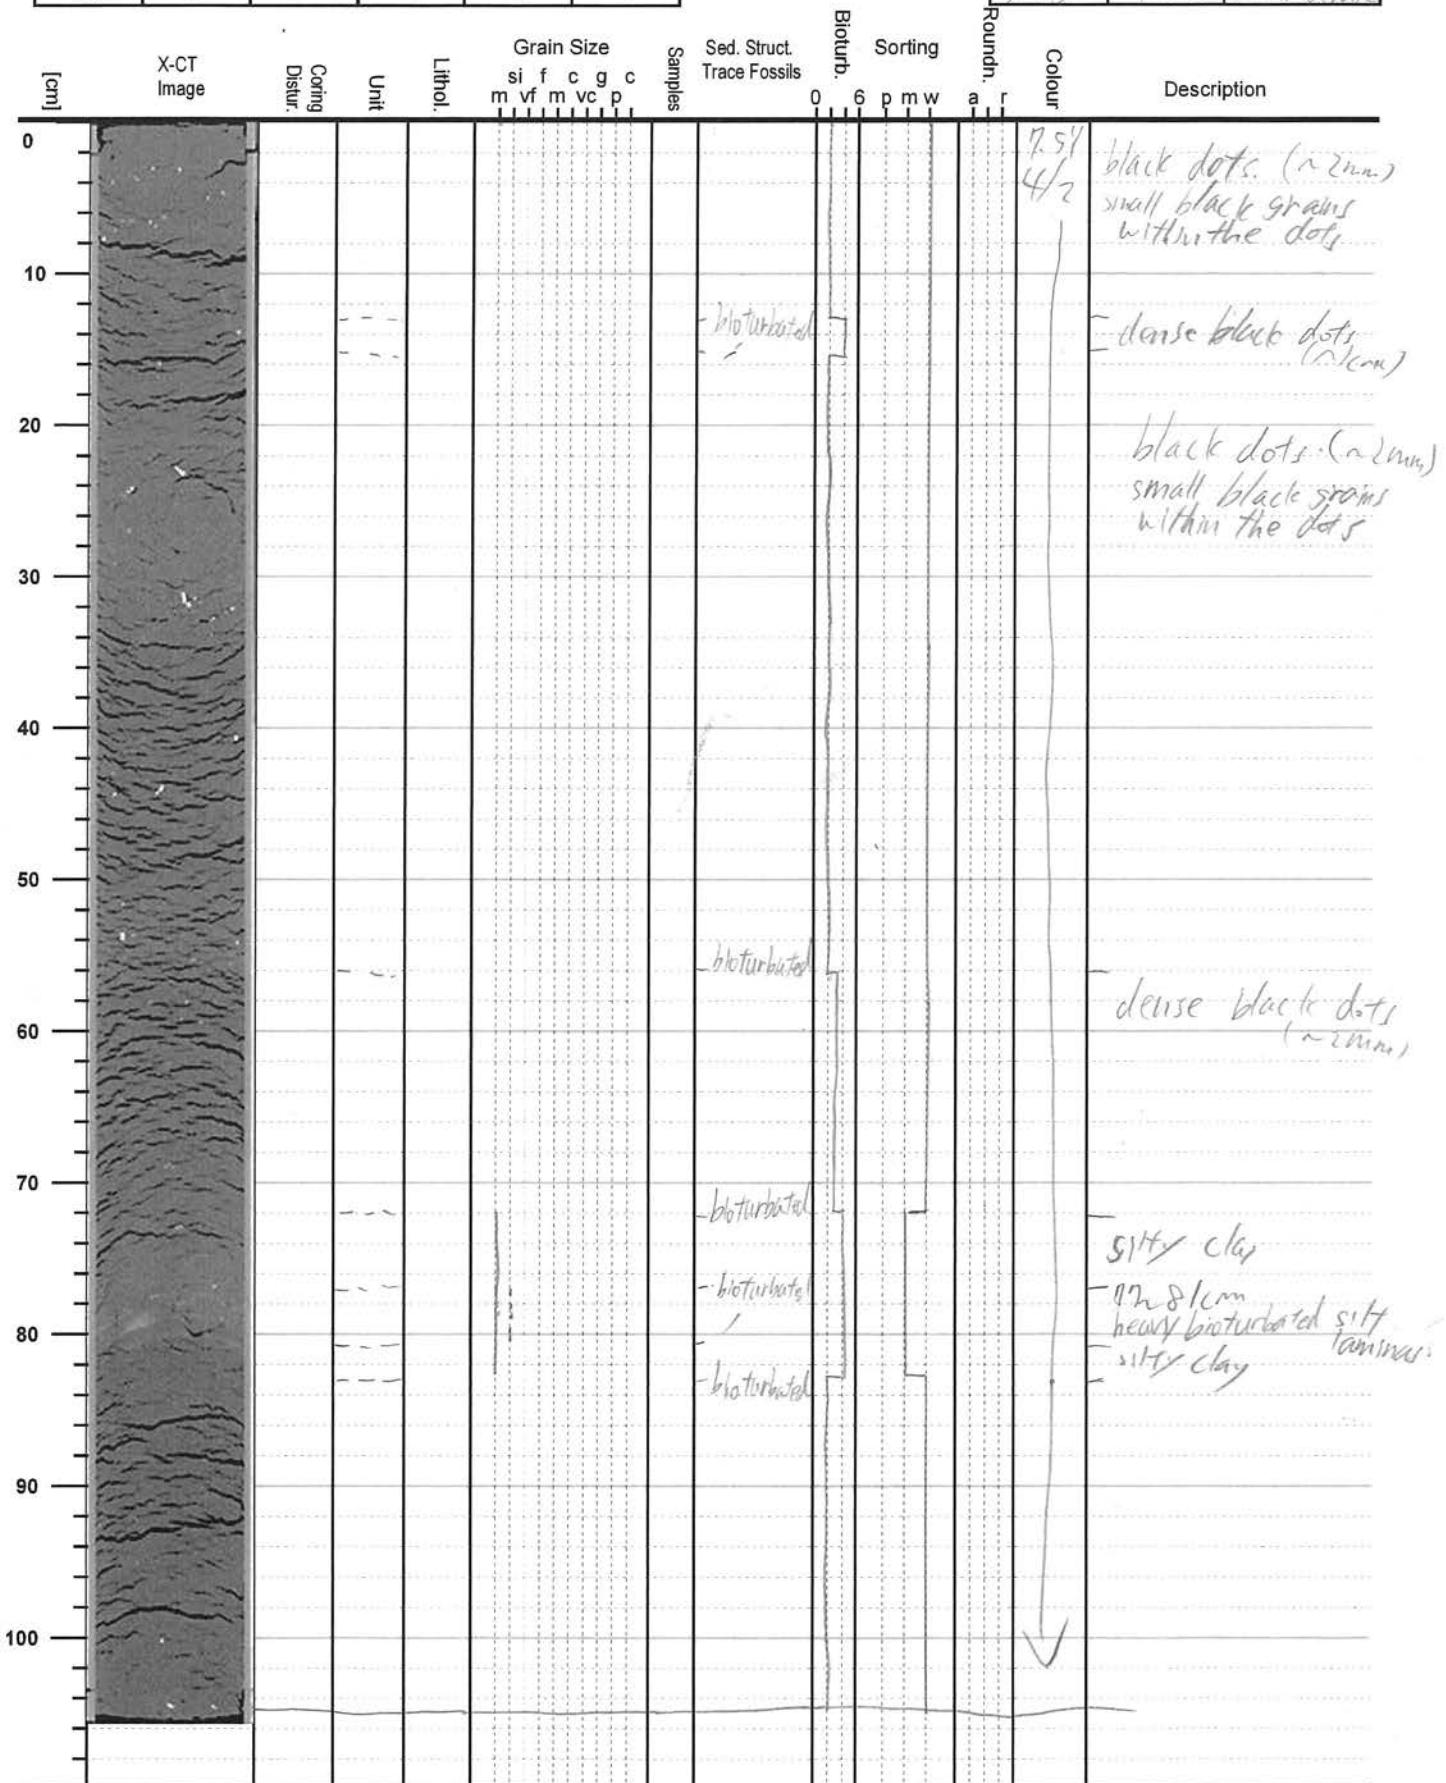 [cm]
X-CT
Image
Coring
Distur.
Unit
Lithol.
Grain Size
si f c g c
m vf m vc p
Samples
Sed. Struct.
Trace Fossils
Bioturb.
0 6
Sorting
p m w
Roundn.
a r
Colour
Description
0
7.5Y
4/2
black dots. (~2mm)
small black grains
within the dots
10
bioturbated
dense black dots
20
black dots. (~2mm)
small black grains
within the dots
30
40
50
bioturbated
dense black dots
(~2mm)
60
70
bioturbated
silty clay
bioturbated
81cm
heavy bioturbated silt
laminas.
80
silty clay
bioturbated
90
100